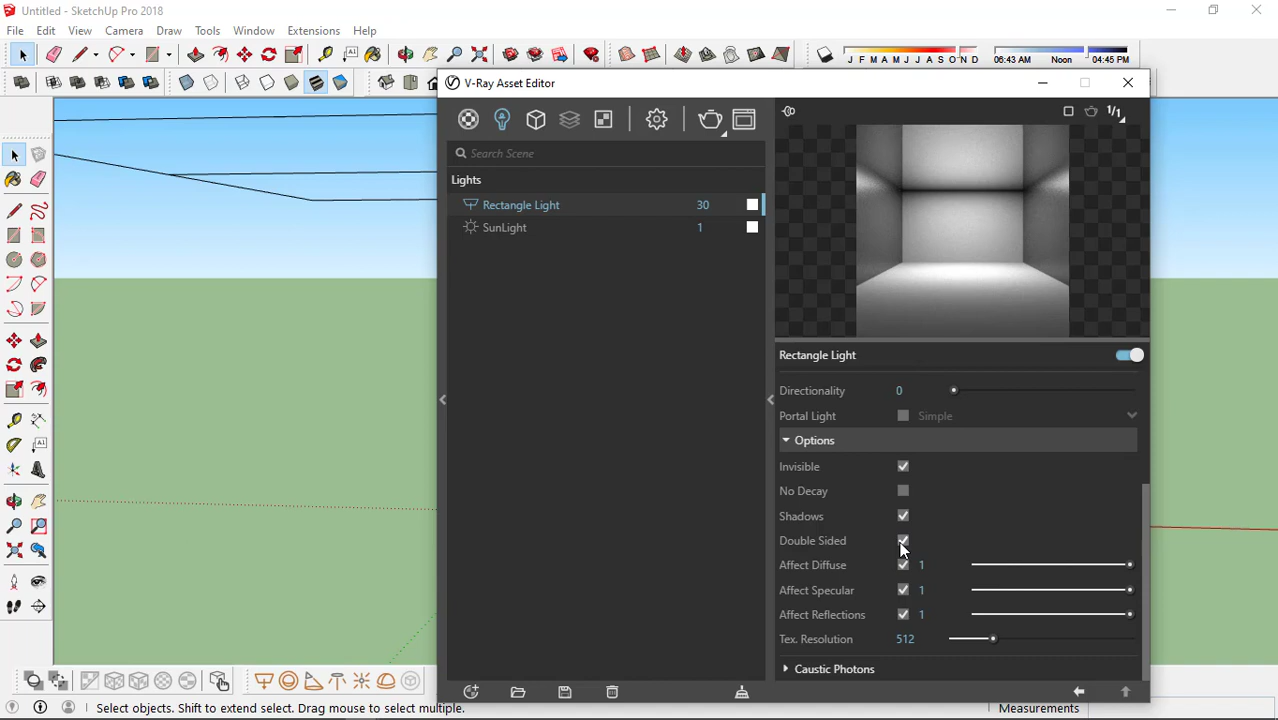 Untitled - SketchUp Pro 2018
File Edit View Camera Draw Tools Window Extensions Help
J F M A M J J A S O N D 06:43 AM Noon 04:45 PM
V-Ray Asset Editor
1/1
Search Scene
Lights
Rectangle Light 30
SunLight 1
Rectangle Light
Directionality 0
Portal Light Simple
Options
Invisible
No Decay
Shadows
Double Sided
Affect Diffuse 1
Affect Specular 1
Affect Reflections 1
Tex. Resolution 512
Caustic Photons
Select objects. Shift to extend select. Drag mouse to select multiple. Measurements